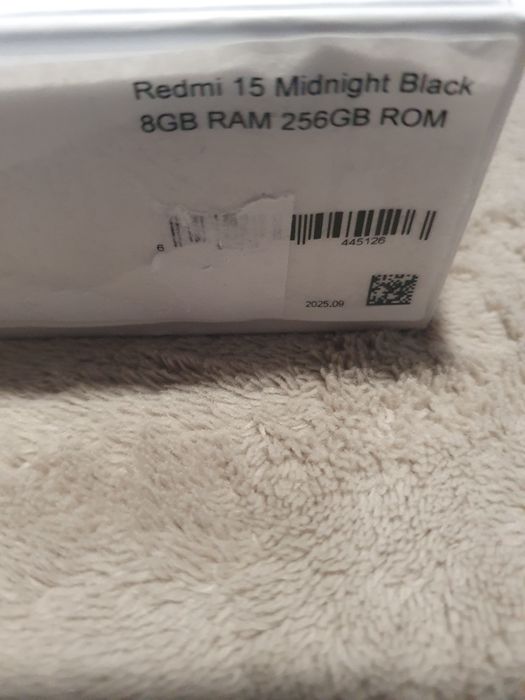 Redmi 15 Midnight Black
8GB RAM 256GB ROM
6 445126
2025.09